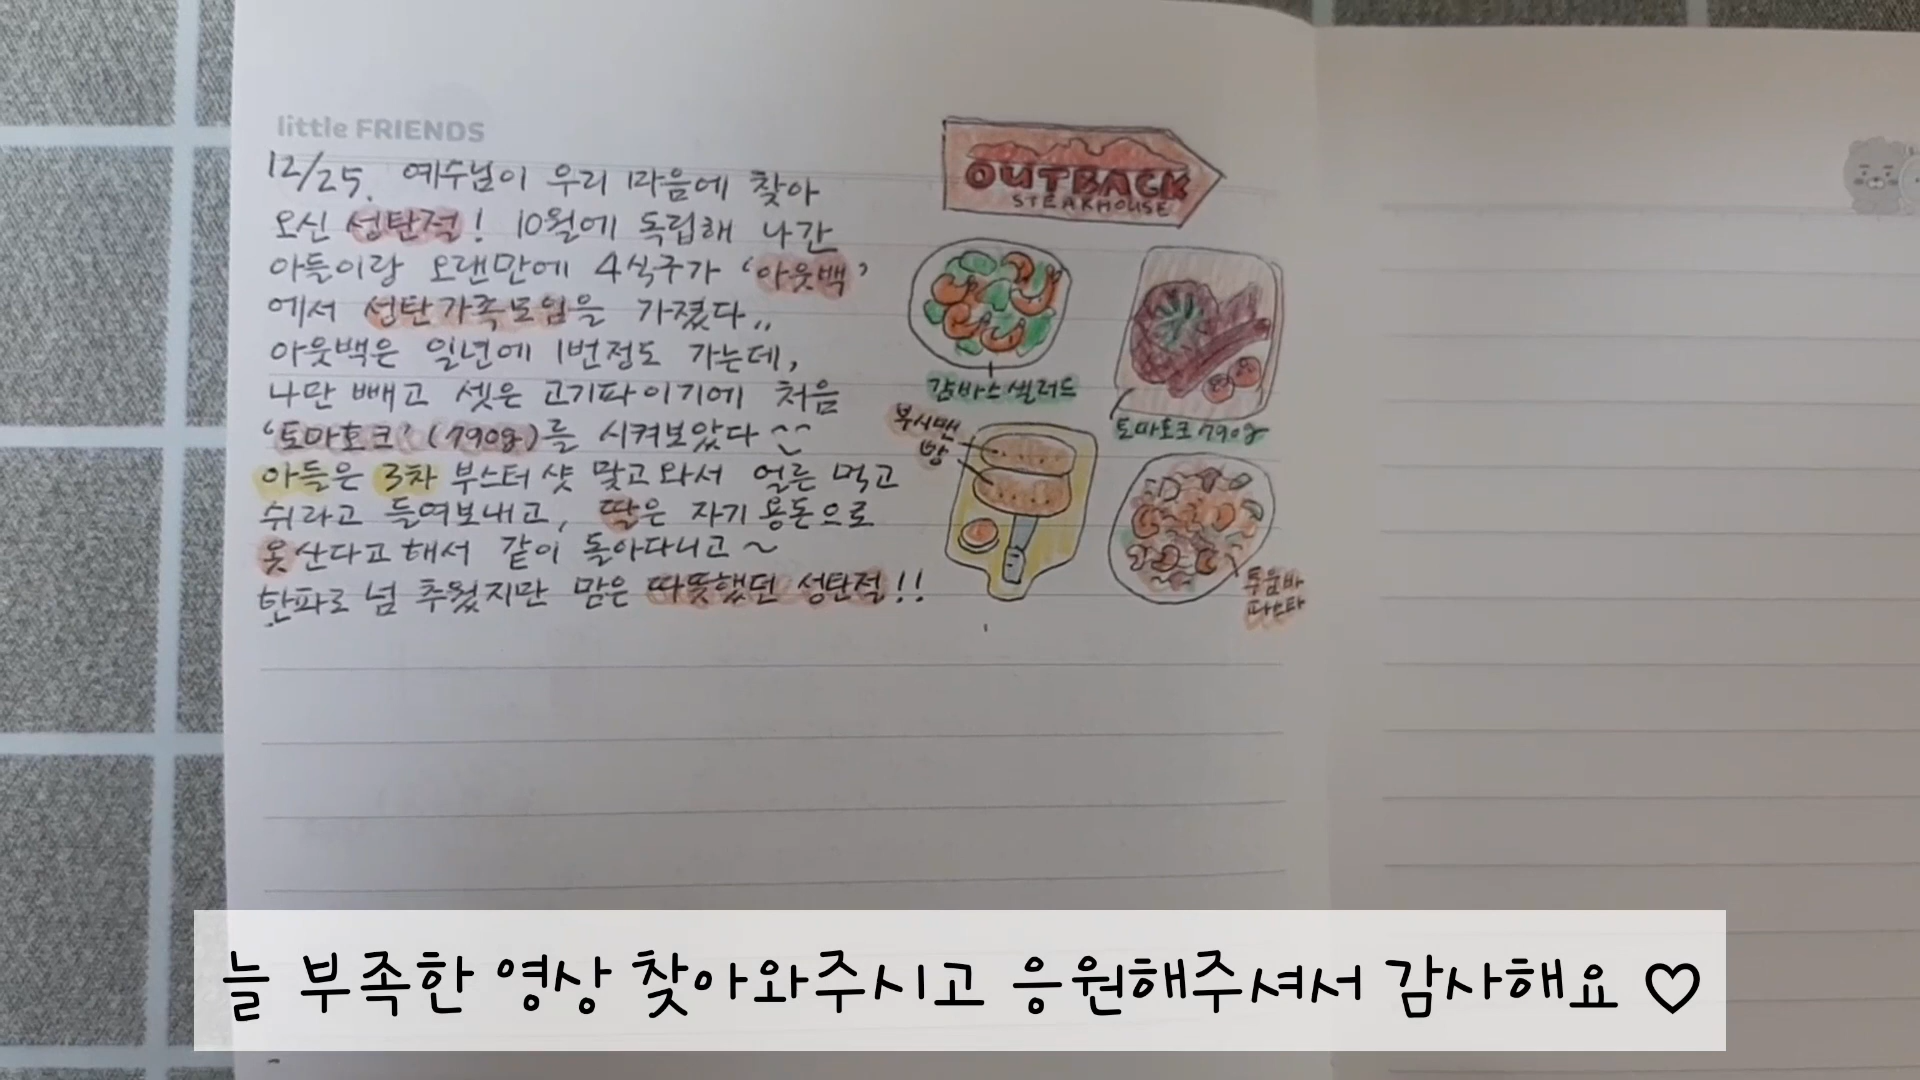 little FRIENDS
12/25. 예수님이 우리 마음에 찾아
오신 성탄절! 10월에 독립해 나간
아들이랑 오랜만에 4식구가 '아웃백'
에서 성탄가족모임을 가졌다..
아웃백은 일년에 1번정도 가는데,
나만 빼고 셋은 고기파이기에 처음
'토마호크' (790g)를 시켜보았다 ^^
아들은 3차 부스터 샷 맞고 와서 얼른 먹고
쉬라고 들여보내고, 딸은 자기 용돈으로
옷 산다고 해서 같이 돌아다니고 ~
한파로 넘 추웠지만 맘은 따뜻했던 성탄절!!
OUTBACK
STEAKHOUSE
감바스 샐러드
토마호크 790g
부시맨
빵
투움바
파스타
늘 부족한 영상 찾아와주시고 응원해주셔서 감사해요 ♡